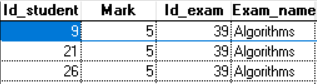 Id_student Mark Id_exam Exam_name
9 5 39 Algorithms
21 5 39 Algorithms
26 5 39 Algorithms